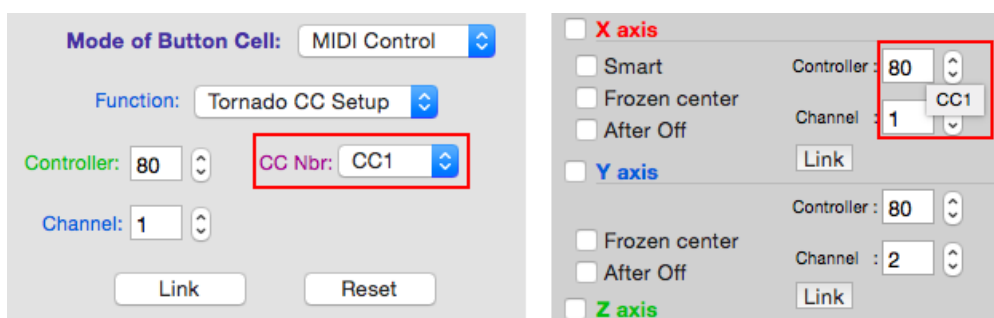 Mode of Button Cell: MIDI Control
Function: Tornado CC Setup
Controller: 80 CC Nbr: CC1
Channel: 1
Link Reset
X axis
Smart Controller : 80
Frozen center CC1
After Off Channel : 1
Link
Y axis
Controller : 80
Frozen center
After Off Channel : 2
Link
Z axis